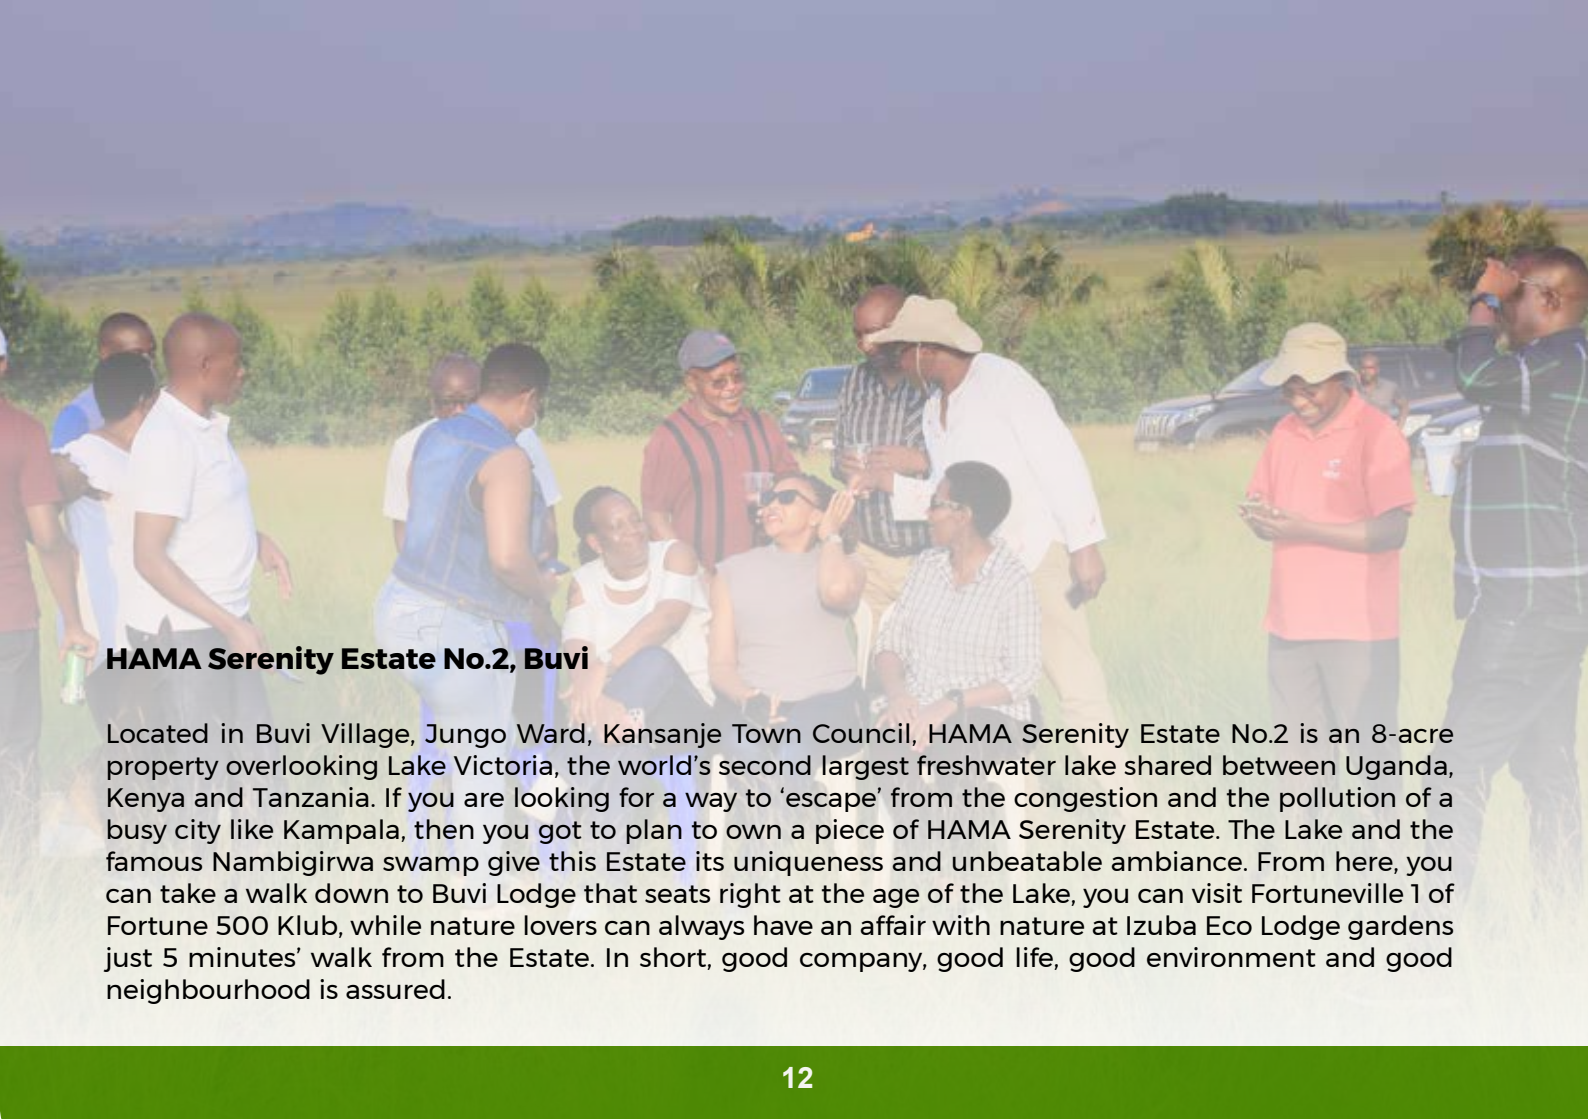 HAMA Serenity Estate No.2, Buvi
Located in Buvi Village, Jungo Ward, Kansanje Town Council, HAMA Serenity Estate No.2 is an 8-acre
property overlooking Lake Victoria, the world’s second largest freshwater lake shared between Uganda,
Kenya and Tanzania. If you are looking for a way to ‘escape’ from the congestion and the pollution of a
busy city like Kampala, then you got to plan to own a piece of HAMA Serenity Estate. The Lake and the
famous Nambigirwa swamp give this Estate its uniqueness and unbeatable ambiance. From here, you
can take a walk down to Buvi Lodge that seats right at the age of the Lake, you can visit Fortuneville 1 of
Fortune 500 Klub, while nature lovers can always have an affair with nature at Izuba Eco Lodge gardens
just 5 minutes’ walk from the Estate. In short, good company, good life, good environment and good
neighbourhood is assured.
12